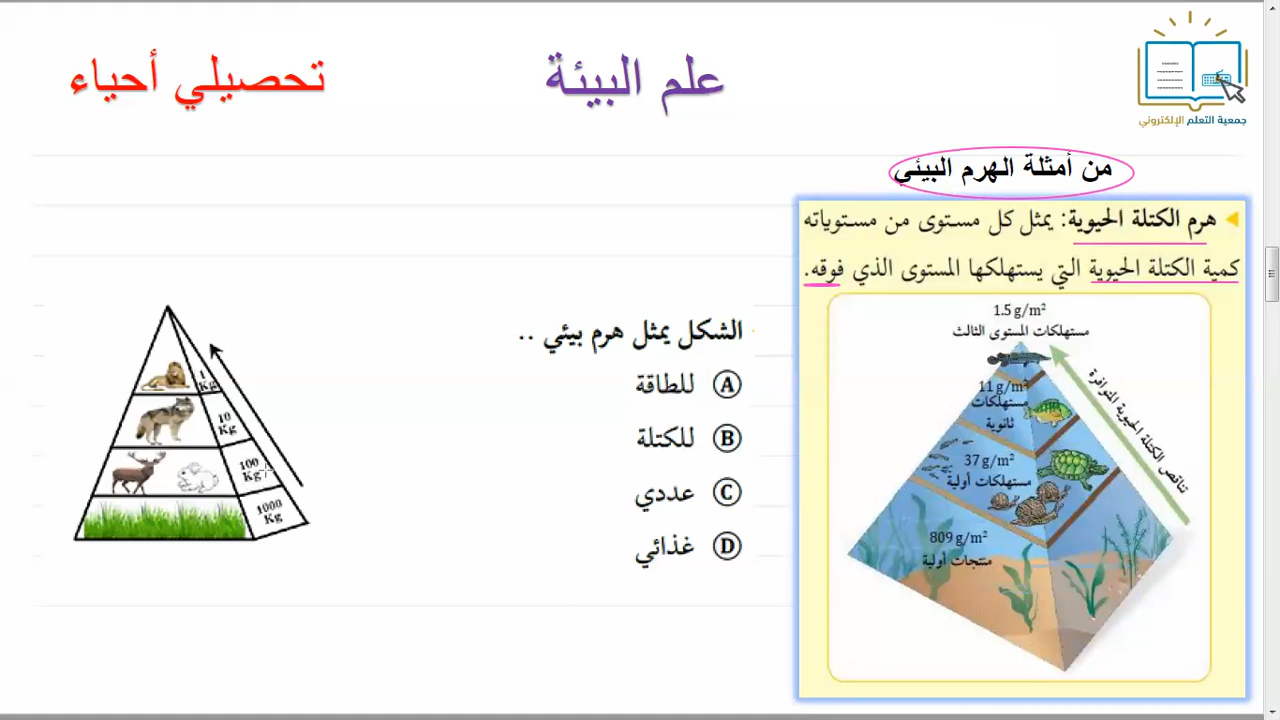 تحصيلي أحياء
علم البيئة
جمعية التعلم الإلكتروني
من أمثلة الهرم البيئي
هرم الكتلة الحيوية: يمثل كل مستوى من مستوياته
كمية الكتلة الحيوية التي يستهلكها المستوى الذي فوقه.
1.5 g/m²
مستهلكات المستوى الثالث
11 g/m²
مستهلكات
ثانوية
37 g/m²
مستهلكات أولية
809 g/m²
منتجات أولية
تناقص الكتلة الحيوية المتوافرة
الشكل يمثل هرم بيئي ..
A للطاقة
B للكتلة
C عددي
D غذائي
1
Kg
10
Kg
100
Kg
1000
Kg